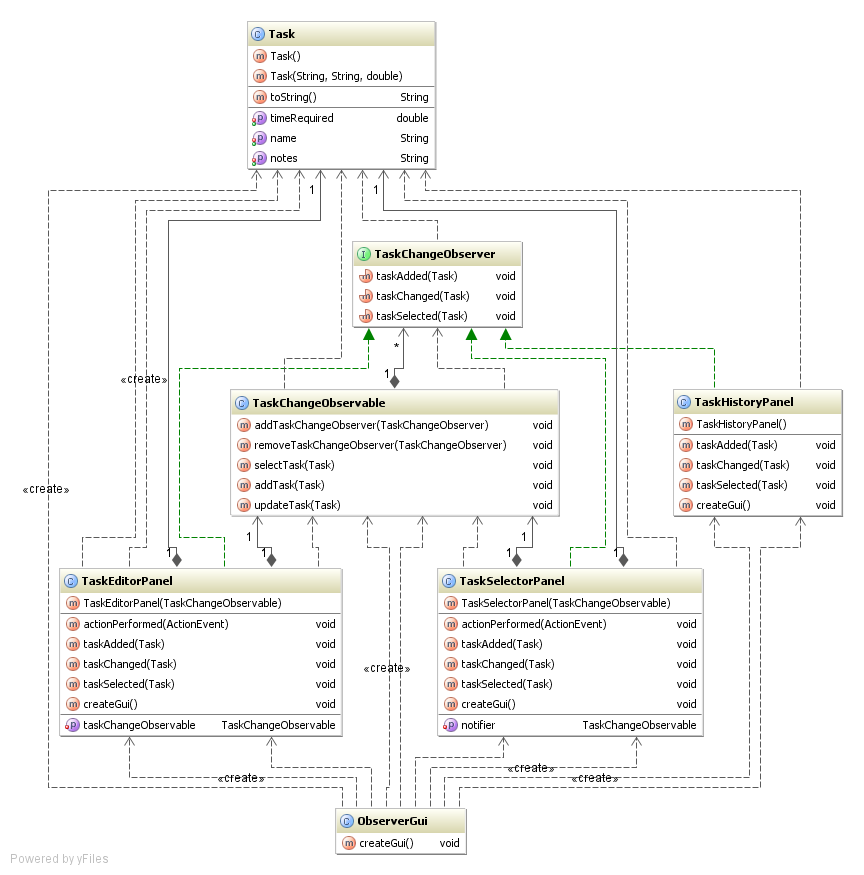 Task
Task()
Task(String, String, double)
toString() String
timeRequired double
name String
notes String
1 1
TaskChangeObserver
taskAdded(Task) void
taskChanged(Task) void
taskSelected(Task) void
*
1
«create»
TaskChangeObservable
addTaskChangeObserver(TaskChangeObserver) void
removeTaskChangeObserver(TaskChangeObserver) void
selectTask(Task) void
addTask(Task) void
updateTask(Task) void
TaskHistoryPanel
TaskHistoryPanel()
taskAdded(Task) void
taskChanged(Task) void
taskSelected(Task) void
createGui() void
«create»
1 1
1 1 1 1
TaskEditorPanel
TaskEditorPanel(TaskChangeObservable)
actionPerformed(ActionEvent) void
taskAdded(Task) void
taskChanged(Task) void
taskSelected(Task) void
createGui() void
taskChangeObservable TaskChangeObservable
«create»
TaskSelectorPanel
TaskSelectorPanel(TaskChangeObservable)
actionPerformed(ActionEvent) void
taskAdded(Task) void
taskChanged(Task) void
taskSelected(Task) void
createGui() void
notifier TaskChangeObservable
«create» «create» «create»
ObserverGui
createGui() void
Powered by yFiles